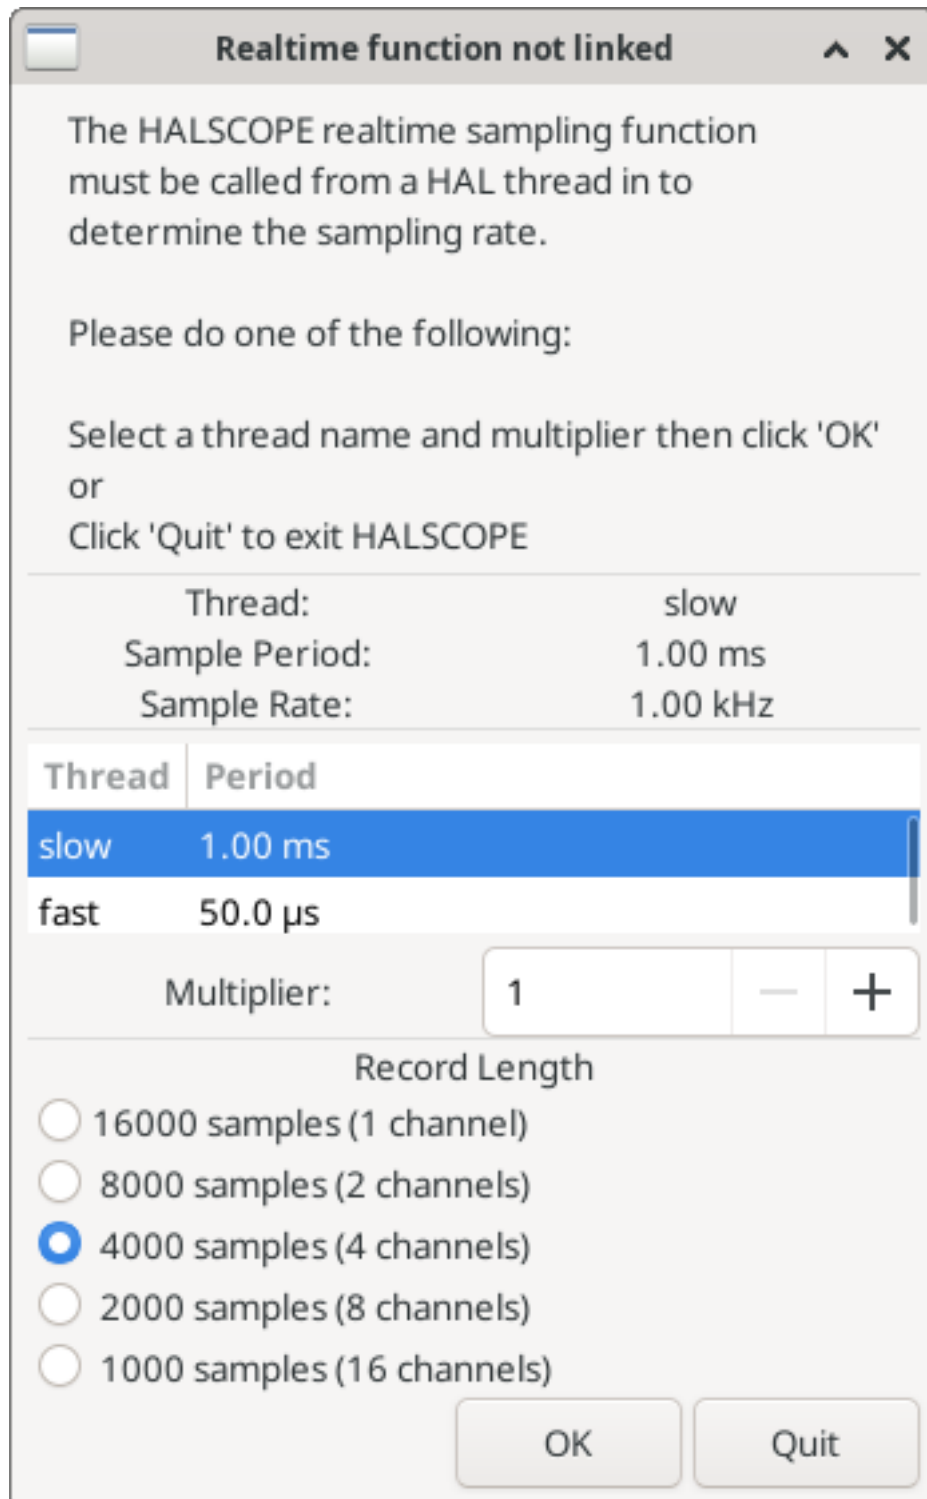 Realtime function not linked
The HALSCOPE realtime sampling function
must be called from a HAL thread in to
determine the sampling rate.
Please do one of the following:
Select a thread name and multiplier then click 'OK'
or
Click 'Quit' to exit HALSCOPE
Thread: slow
Sample Period: 1.00 ms
Sample Rate: 1.00 kHz
Thread Period
slow 1.00 ms
fast 50.0 µs
Multiplier: 1
Record Length
16000 samples (1 channel)
8000 samples (2 channels)
4000 samples (4 channels)
2000 samples (8 channels)
1000 samples (16 channels)
OK Quit